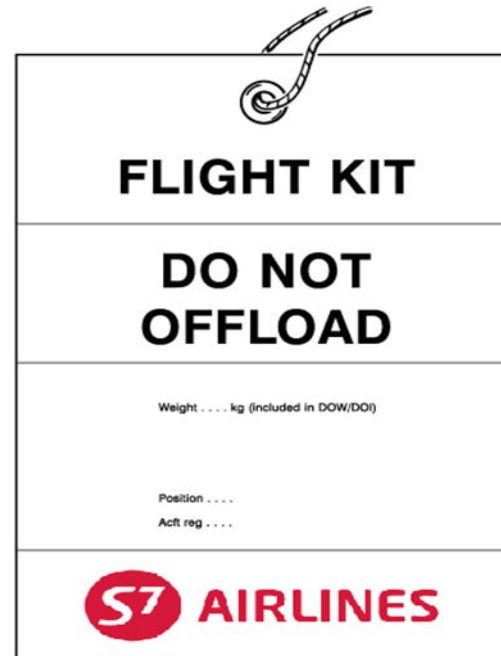 FLIGHT KIT
DO NOT
OFFLOAD
Weight . . . . kg (included in DOW/DOI)
Position . . . .
Acft reg . . . .
S7 AIRLINES